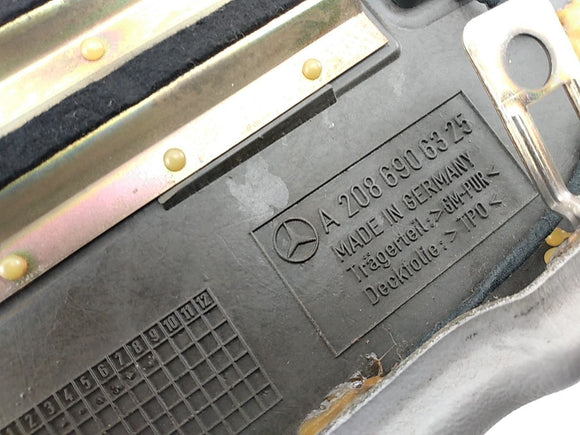 A 208 690 63 25
MADE IN GERMANY
Trägerteil:>GM-PUR<
Deckfolie:> TPO <
1 2 3 4 5 6 7 8 9 10 11 12